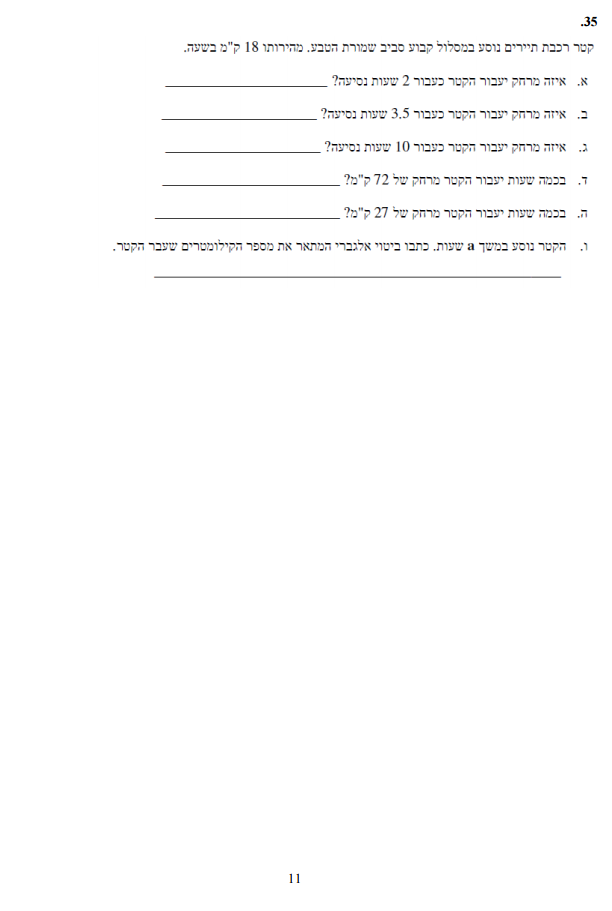 35.
קטר רכבת תיירים נוסע במסלול קבוע סביב שמורת הטבע. מהירותו 18 ק"מ בשעה.
א. איזה מרחק יעבור הקטר כעבור 2 שעות נסיעה? ____________________
ב. איזה מרחק יעבור הקטר כעבור 3.5 שעות נסיעה? ____________________
ג. איזה מרחק יעבור הקטר כעבור 10 שעות נסיעה? ____________________
ד. בכמה שעות יעבור הקטר מרחק של 72 ק"מ? ____________________
ה. בכמה שעות יעבור הקטר מרחק של 27 ק"מ? ____________________
ו. הקטר נוסע במשך a שעות. כתבו ביטוי אלגברי המתאר את מספר הקילומטרים שעבר הקטר.
____________________
11